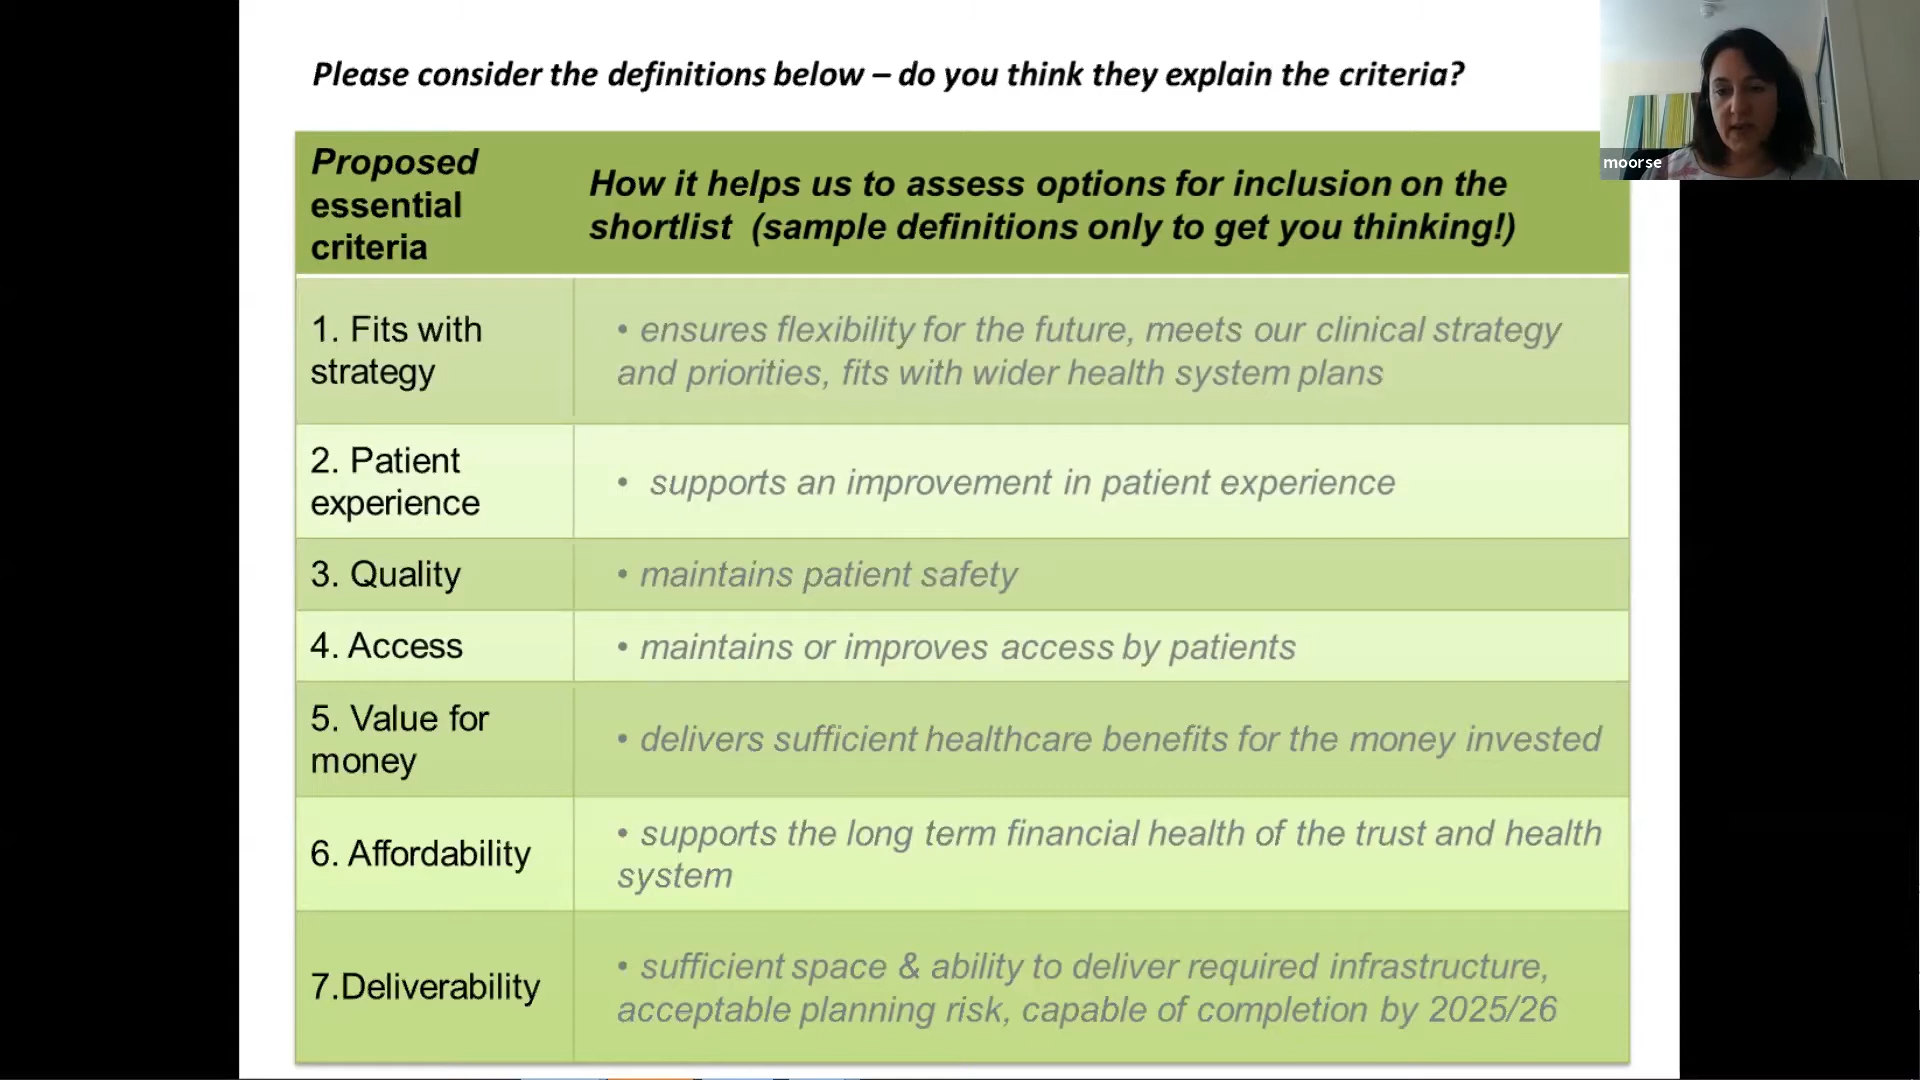 Please consider the definitions below – do you think they explain the criteria?
moorse
Proposed
essential
criteria
How it helps us to assess options for inclusion on the
shortlist (sample definitions only to get you thinking!)
1. Fits with
strategy
• ensures flexibility for the future, meets our clinical strategy
and priorities, fits with wider health system plans
2. Patient
experience
• supports an improvement in patient experience
3. Quality
• maintains patient safety
4. Access
• maintains or improves access by patients
5. Value for
money
• delivers sufficient healthcare benefits for the money invested
6. Affordability
• supports the long term financial health of the trust and health
system
7.Deliverability
• sufficient space & ability to deliver required infrastructure,
acceptable planning risk, capable of completion by 2025/26